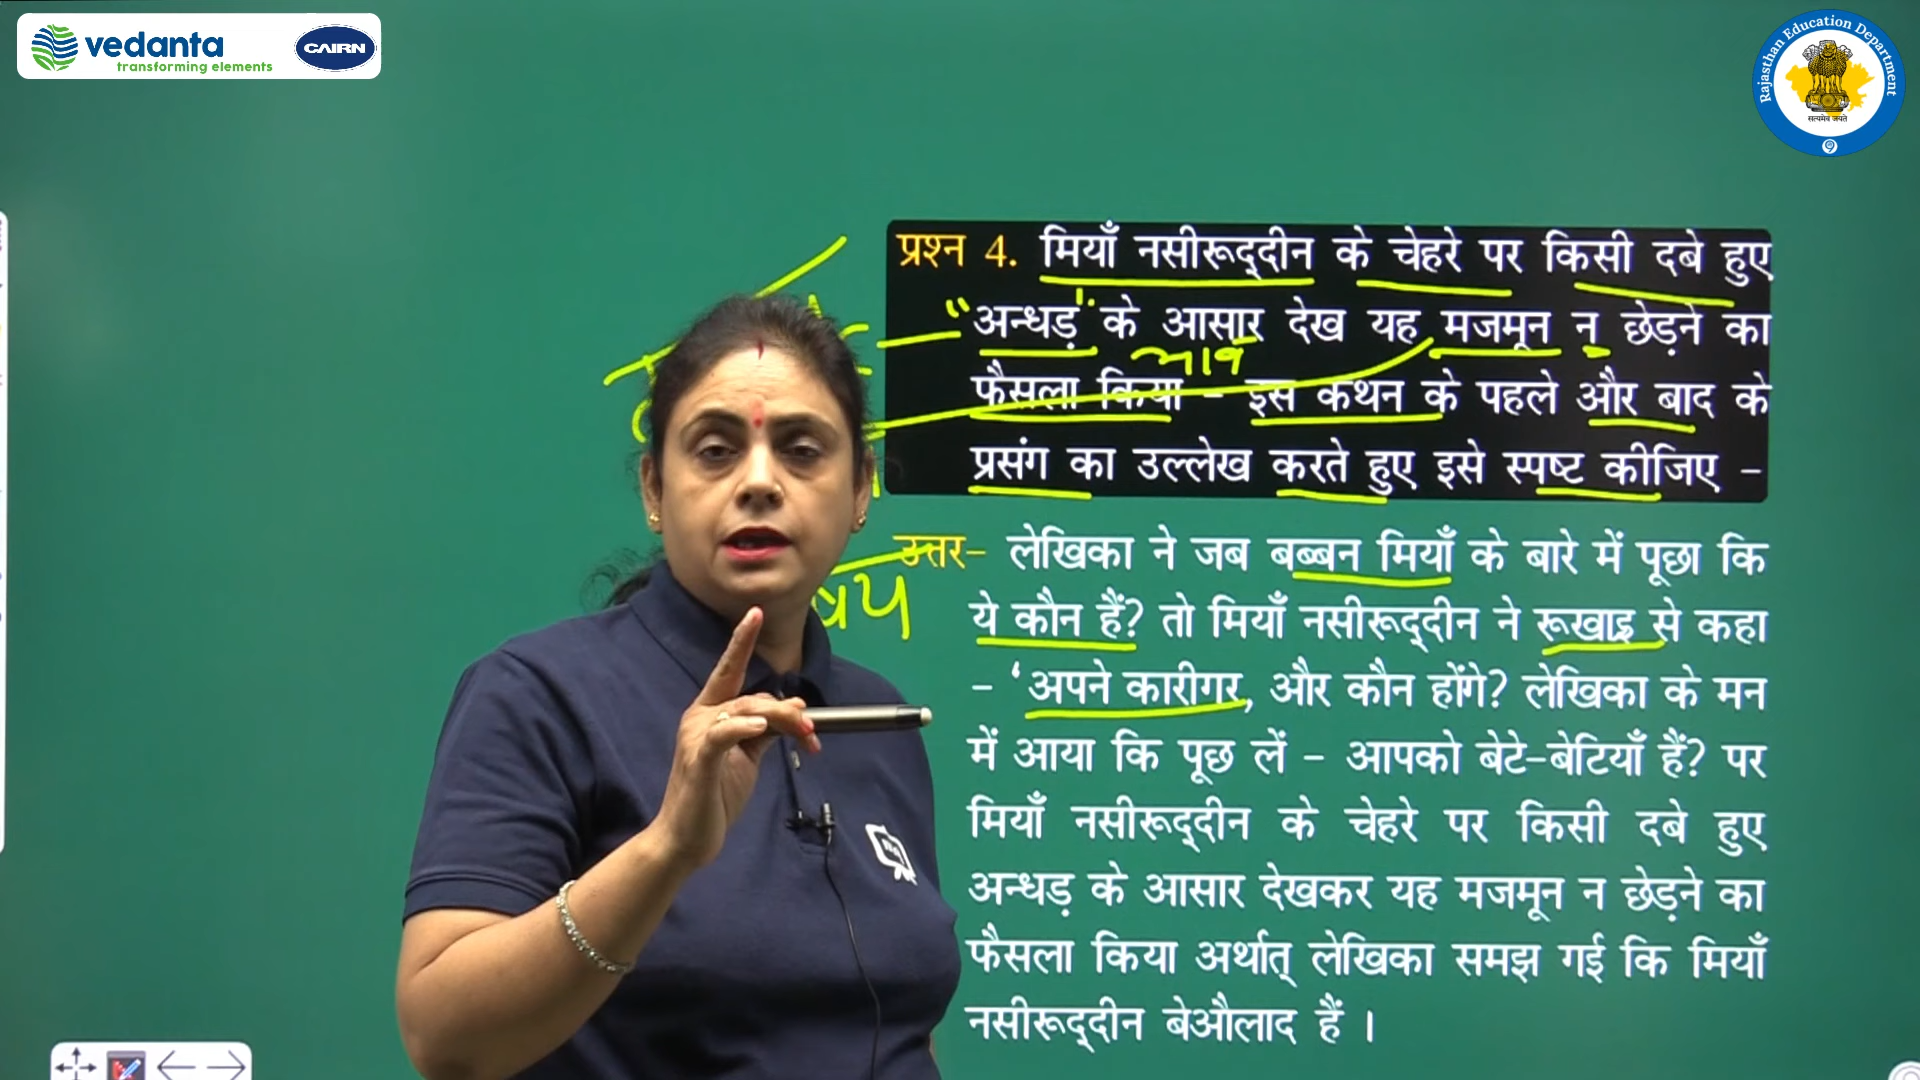 vedanta
transforming elements
CAIRN
Rajasthan Education Department
सत्यमेव जयते
प्रश्न 4. मियाँ नसीरूद्‌दीन के चेहरे पर किसी दबे हुए
“अन्धड़" के आसार देख यह मजमून न छेड़ने का
भाव
फैसला किया - इस कथन के पहले और बाद के
प्रसंग का उल्लेख करते हुए इसे स्पष्ट कीजिए –
उत्तर– लेखिका ने जब बब्बन मियाँ के बारे में पूछा कि
ये कौन हैं? तो मियाँ नसीरूद्‌दीन ने रूखाइ से कहा
– ‘अपने कारीगर, और कौन होंगे? लेखिका के मन
में आया कि पूछ लें – आपको बेटे–बेटियाँ हैं? पर
मियाँ नसीरूद्‌दीन के चेहरे पर किसी दबे हुए
अन्धड़ के आसार देखकर यह मजमून न छेड़ने का
फैसला किया अर्थात् लेखिका समझ गई कि मियाँ
नसीरूद्‌दीन बेऔलाद हैं ।